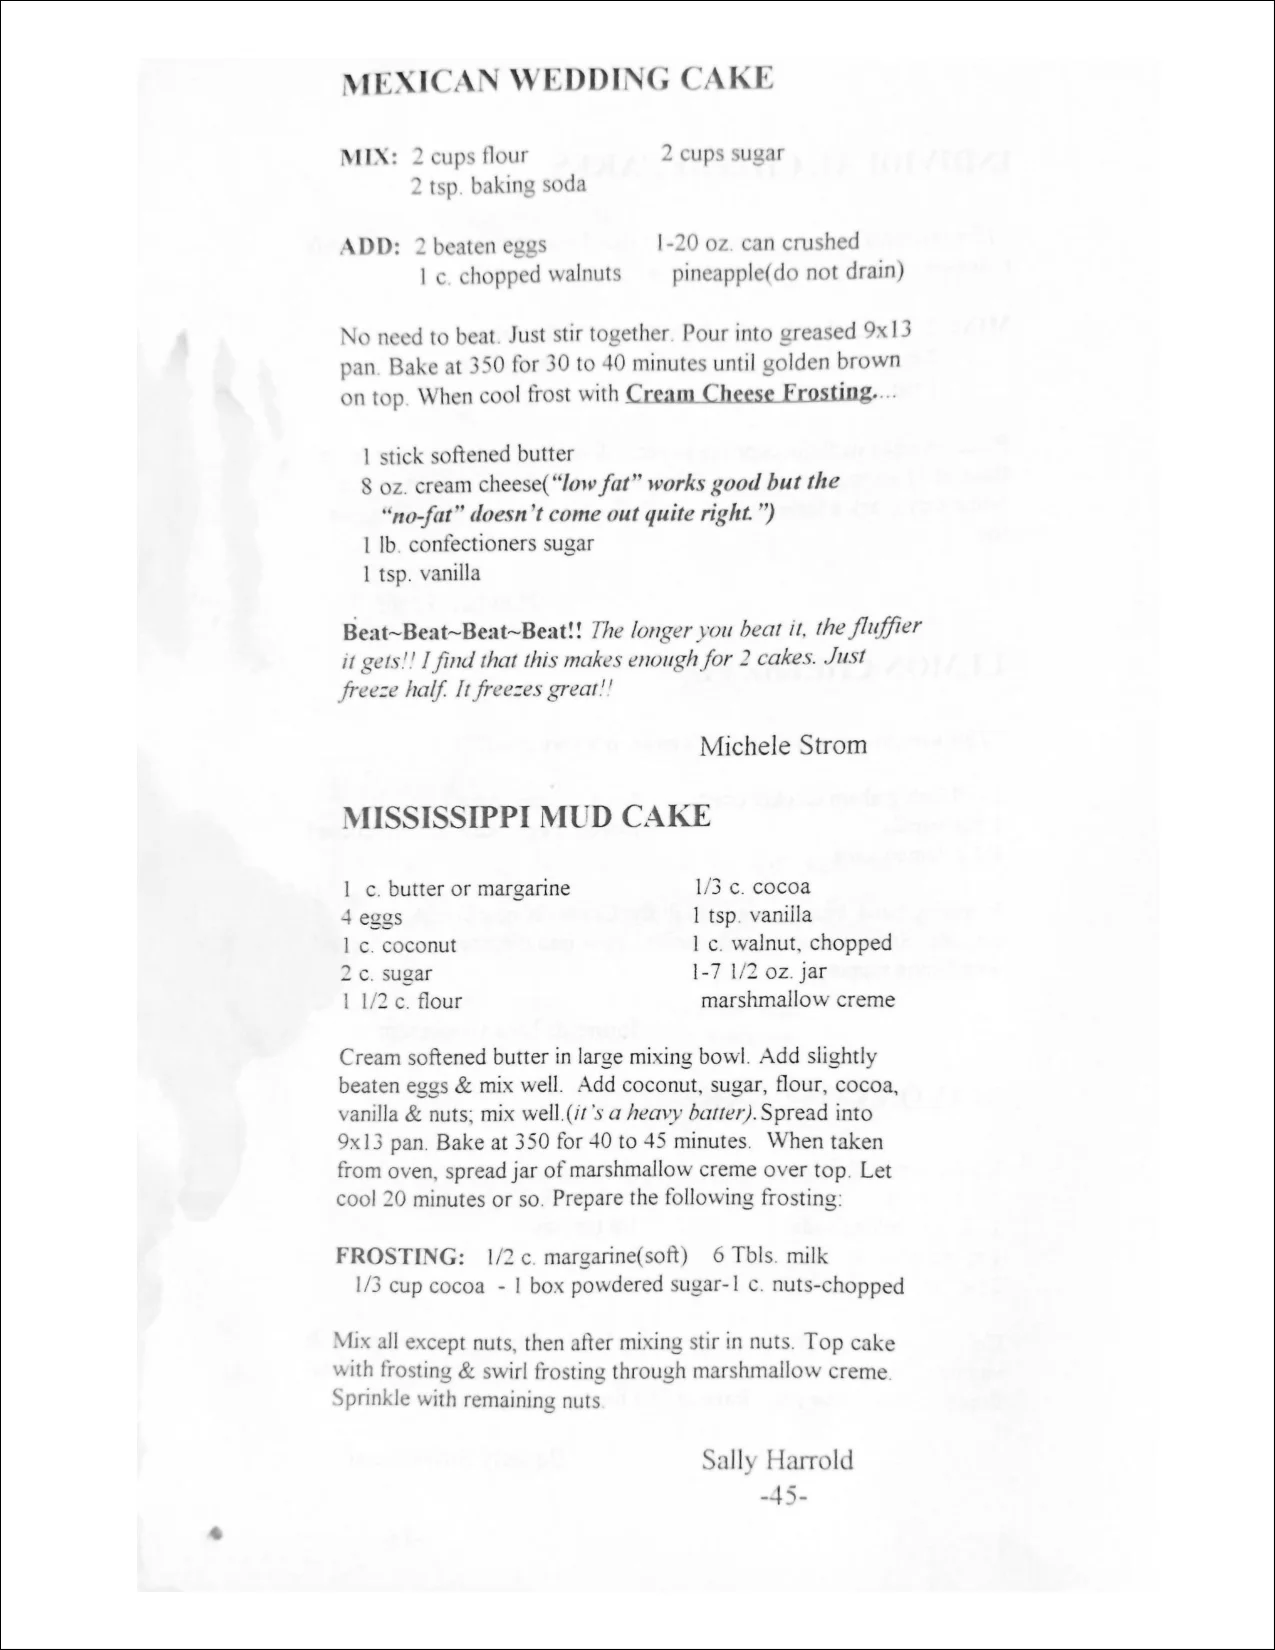 MEXICAN WEDDING CAKE
MIX: 2 cups flour 2 cups sugar
2 tsp. baking soda
ADD: 2 beaten eggs 1-20 oz. can crushed
1 c. chopped walnuts pineapple(do not drain)
No need to beat. Just stir together. Pour into greased 9x13
pan. Bake at 350 for 30 to 40 minutes until golden brown
on top. When cool frost with Cream Cheese Frosting....
1 stick softened butter
8 oz. cream cheese("low fat" works good but the
"no-fat" doesn't come out quite right.")
1 lb. confectioners sugar
1 tsp. vanilla
Beat~Beat~Beat~Beat!! The longer you beat it, the fluffier
it gets!! I find that this makes enough for 2 cakes. Just
freeze half. It freezes great!!
Michele Strom
MISSISSIPPI MUD CAKE
1 c. butter or margarine 1/3 c. cocoa
4 eggs 1 tsp. vanilla
1 c. coconut 1 c. walnut, chopped
2 c. sugar 1-7 1/2 oz. jar
1 1/2 c. flour marshmallow creme
Cream softened butter in large mixing bowl. Add slightly
beaten eggs & mix well. Add coconut, sugar, flour, cocoa,
vanilla & nuts; mix well.(it's a heavy batter). Spread into
9x13 pan. Bake at 350 for 40 to 45 minutes. When taken
from oven, spread jar of marshmallow creme over top. Let
cool 20 minutes or so. Prepare the following frosting:
FROSTING: 1/2 c. margarine(soft) 6 Tbls. milk
1/3 cup cocoa - 1 box powdered sugar-1 c. nuts-chopped
Mix all except nuts, then after mixing stir in nuts. Top cake
with frosting & swirl frosting through marshmallow creme.
Sprinkle with remaining nuts.
Sally Harrold
-45-